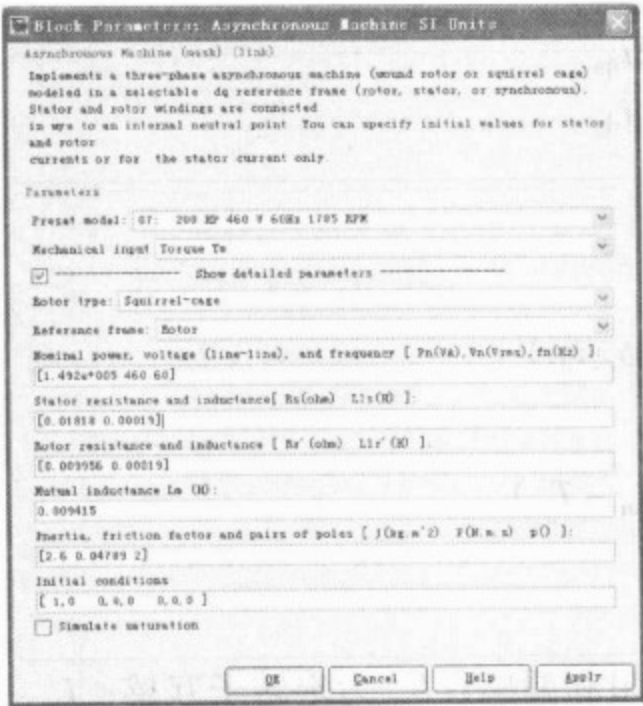 Block Parameters: Asynchronous Machine SI Units
Asynchronous Machine (mask) (link)
Implements a three-phase asynchronous machine (wound rotor or squirrel cage)
modeled in a selectable dq reference frame (rotor, stator, or synchronous).
Stator and rotor windings are connected
in wye to an internal neutral point You can specify initial values for stator
and rotor
currents or for the stator current only.
Parameters
Preset model: 07: 200 HP 460 V 60Hz 1785 RPM
Mechanical input Torque Tm
Show detailed parameters
Rotor type: Squirrel-cage
Reference frame: Rotor
Nominal power, voltage (line-line), and frequency [ Pn(VA),Vn(Vrms),fn(Hz) ]
[1.492e+005 460 60]
Stator resistance and inductance[ Rs(ohm) Lls(H) ]:
[0.01818 0.00019]
Rotor resistance and inductance [ Rr'(ohm) Llr'(H) ].
[0.009956 0.00019]
Mutual inductance Lm (H):
0.009415
Inertia, friction factor and pairs of poles [ J(kg.m^2) F(N.m.s) p() ]:
[2.6 0.04789 2]
Initial conditions
[ 1,0 0,0,0 0,0,0 ]
Simulate saturation
OK Cancel Help Apply